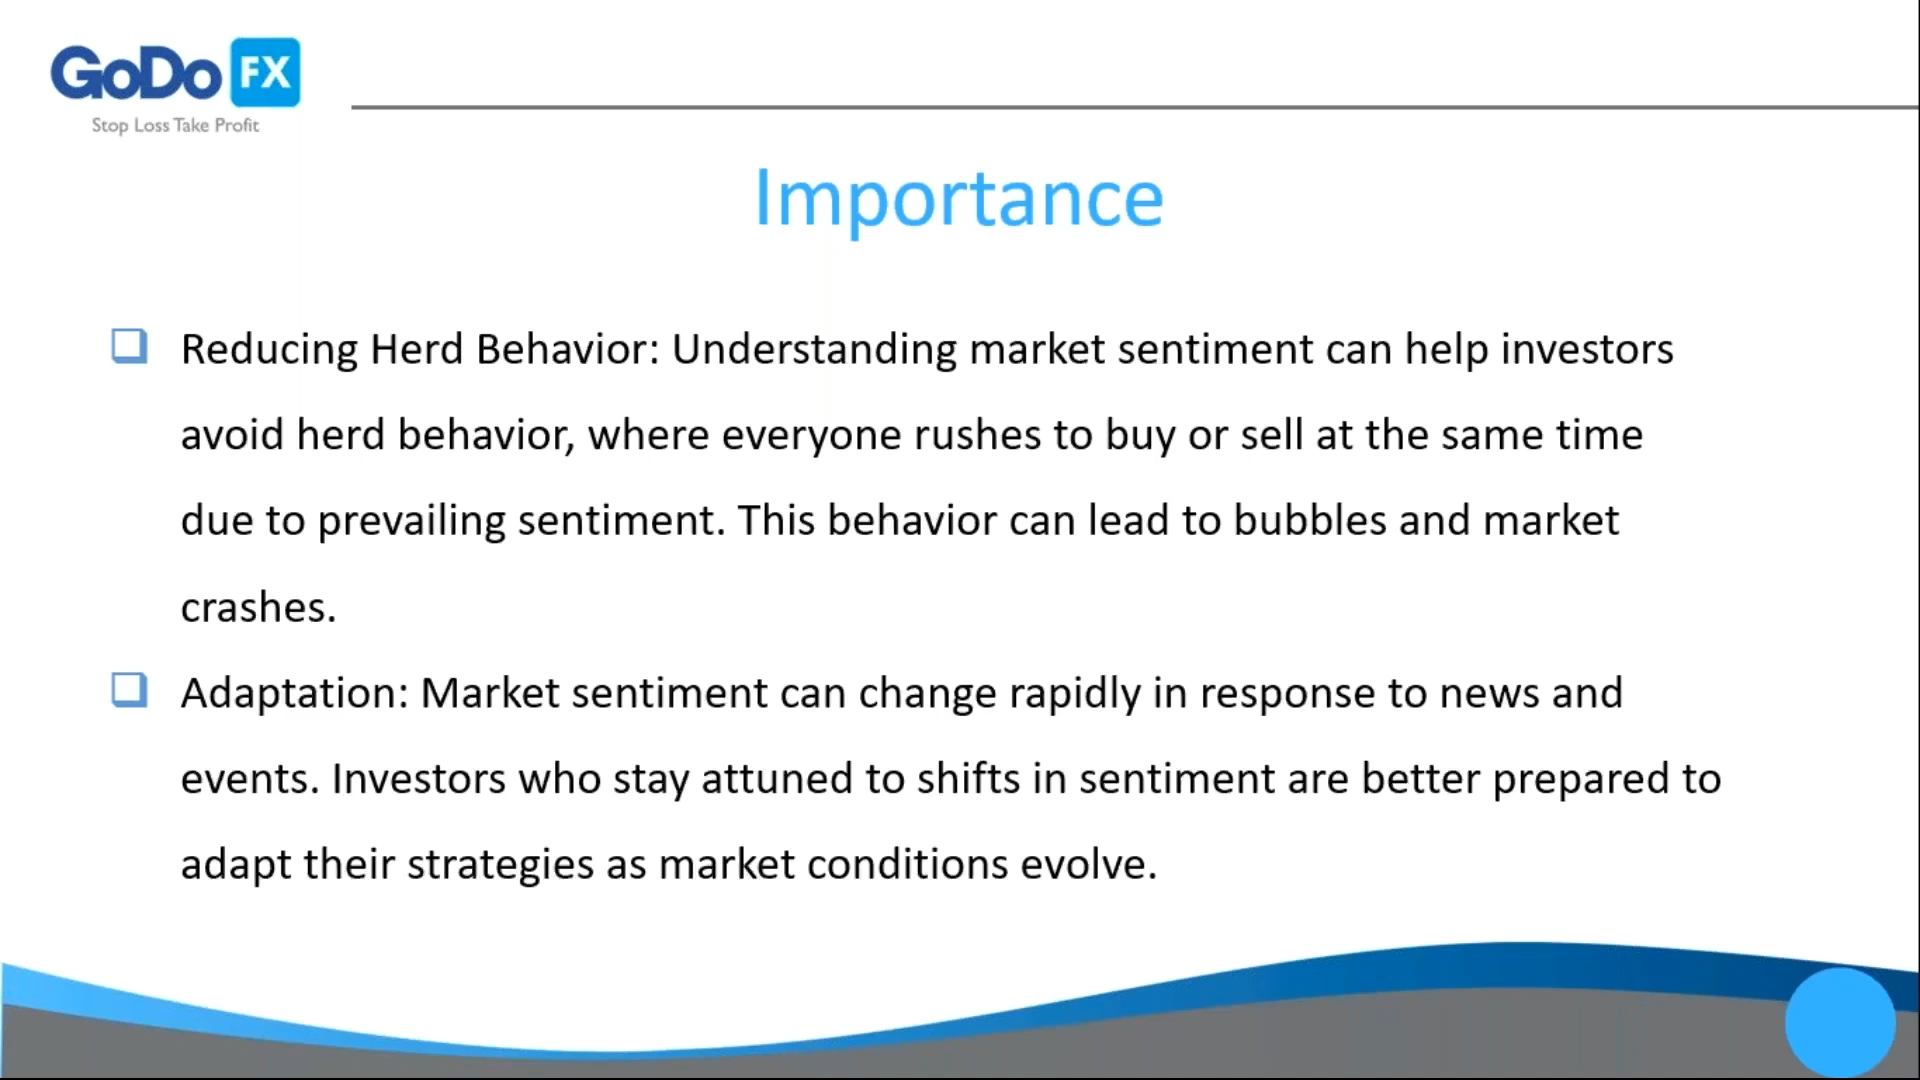 GoDo FX
Stop Loss Take Profit
Importance
Reducing Herd Behavior: Understanding market sentiment can help investors
avoid herd behavior, where everyone rushes to buy or sell at the same time
due to prevailing sentiment. This behavior can lead to bubbles and market
crashes.
Adaptation: Market sentiment can change rapidly in response to news and
events. Investors who stay attuned to shifts in sentiment are better prepared to
adapt their strategies as market conditions evolve.